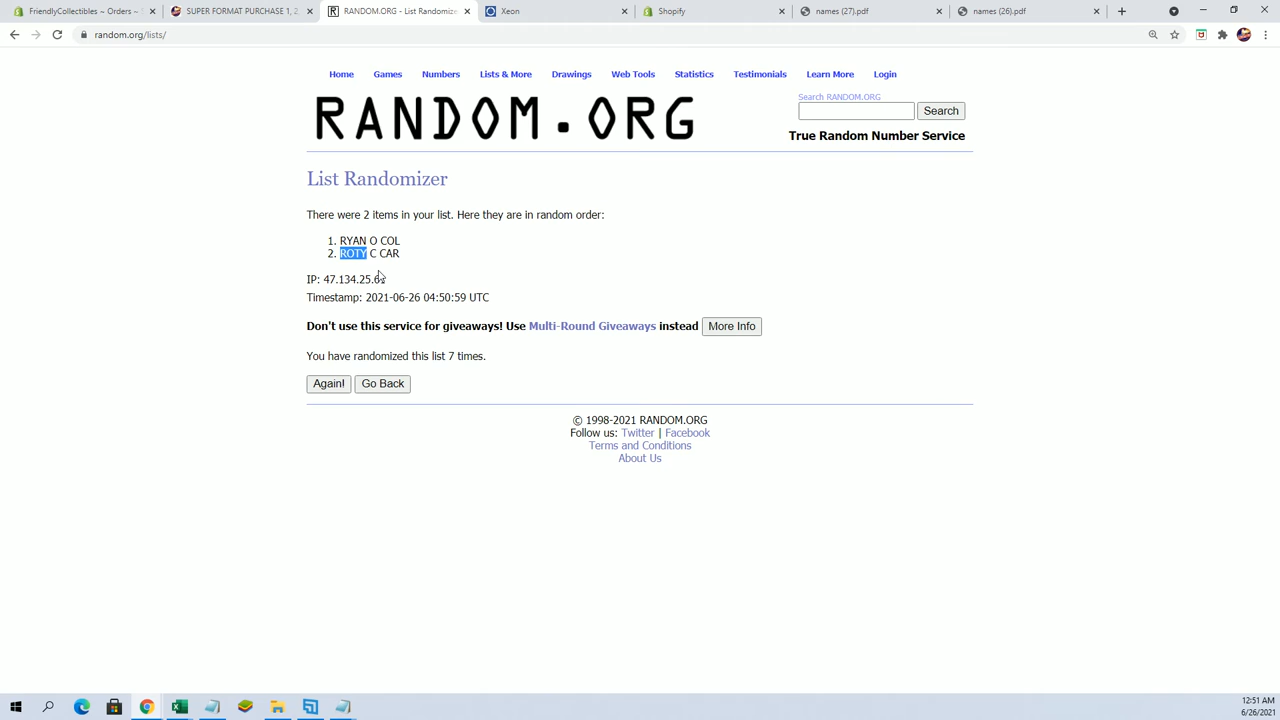 FriendlyCollectibles ~ Orders ~
SUPER FORMAT PURCHASE 1, 2,
RANDOM.ORG - List Randomizer
Xeon
Shopify
names (27).pdf
names (26).pdf
random.org/lists/
Home Games Numbers Lists & More Drawings Web Tools Statistics Testimonials Learn More Login
Search RANDOM.ORG
RANDOM.ORG
Search
True Random Number Service
List Randomizer
There were 2 items in your list. Here they are in random order:
1. RYAN O COL
2. ROTY C CAR
IP: 47.134.25.6
Timestamp: 2021-06-26 04:50:59 UTC
Don't use this service for giveaways! Use Multi-Round Giveaways instead More Info
You have randomized this list 7 times.
Again! Go Back
© 1998-2021 RANDOM.ORG
Follow us: Twitter | Facebook
Terms and Conditions
About Us
12:51 AM
6/26/2021